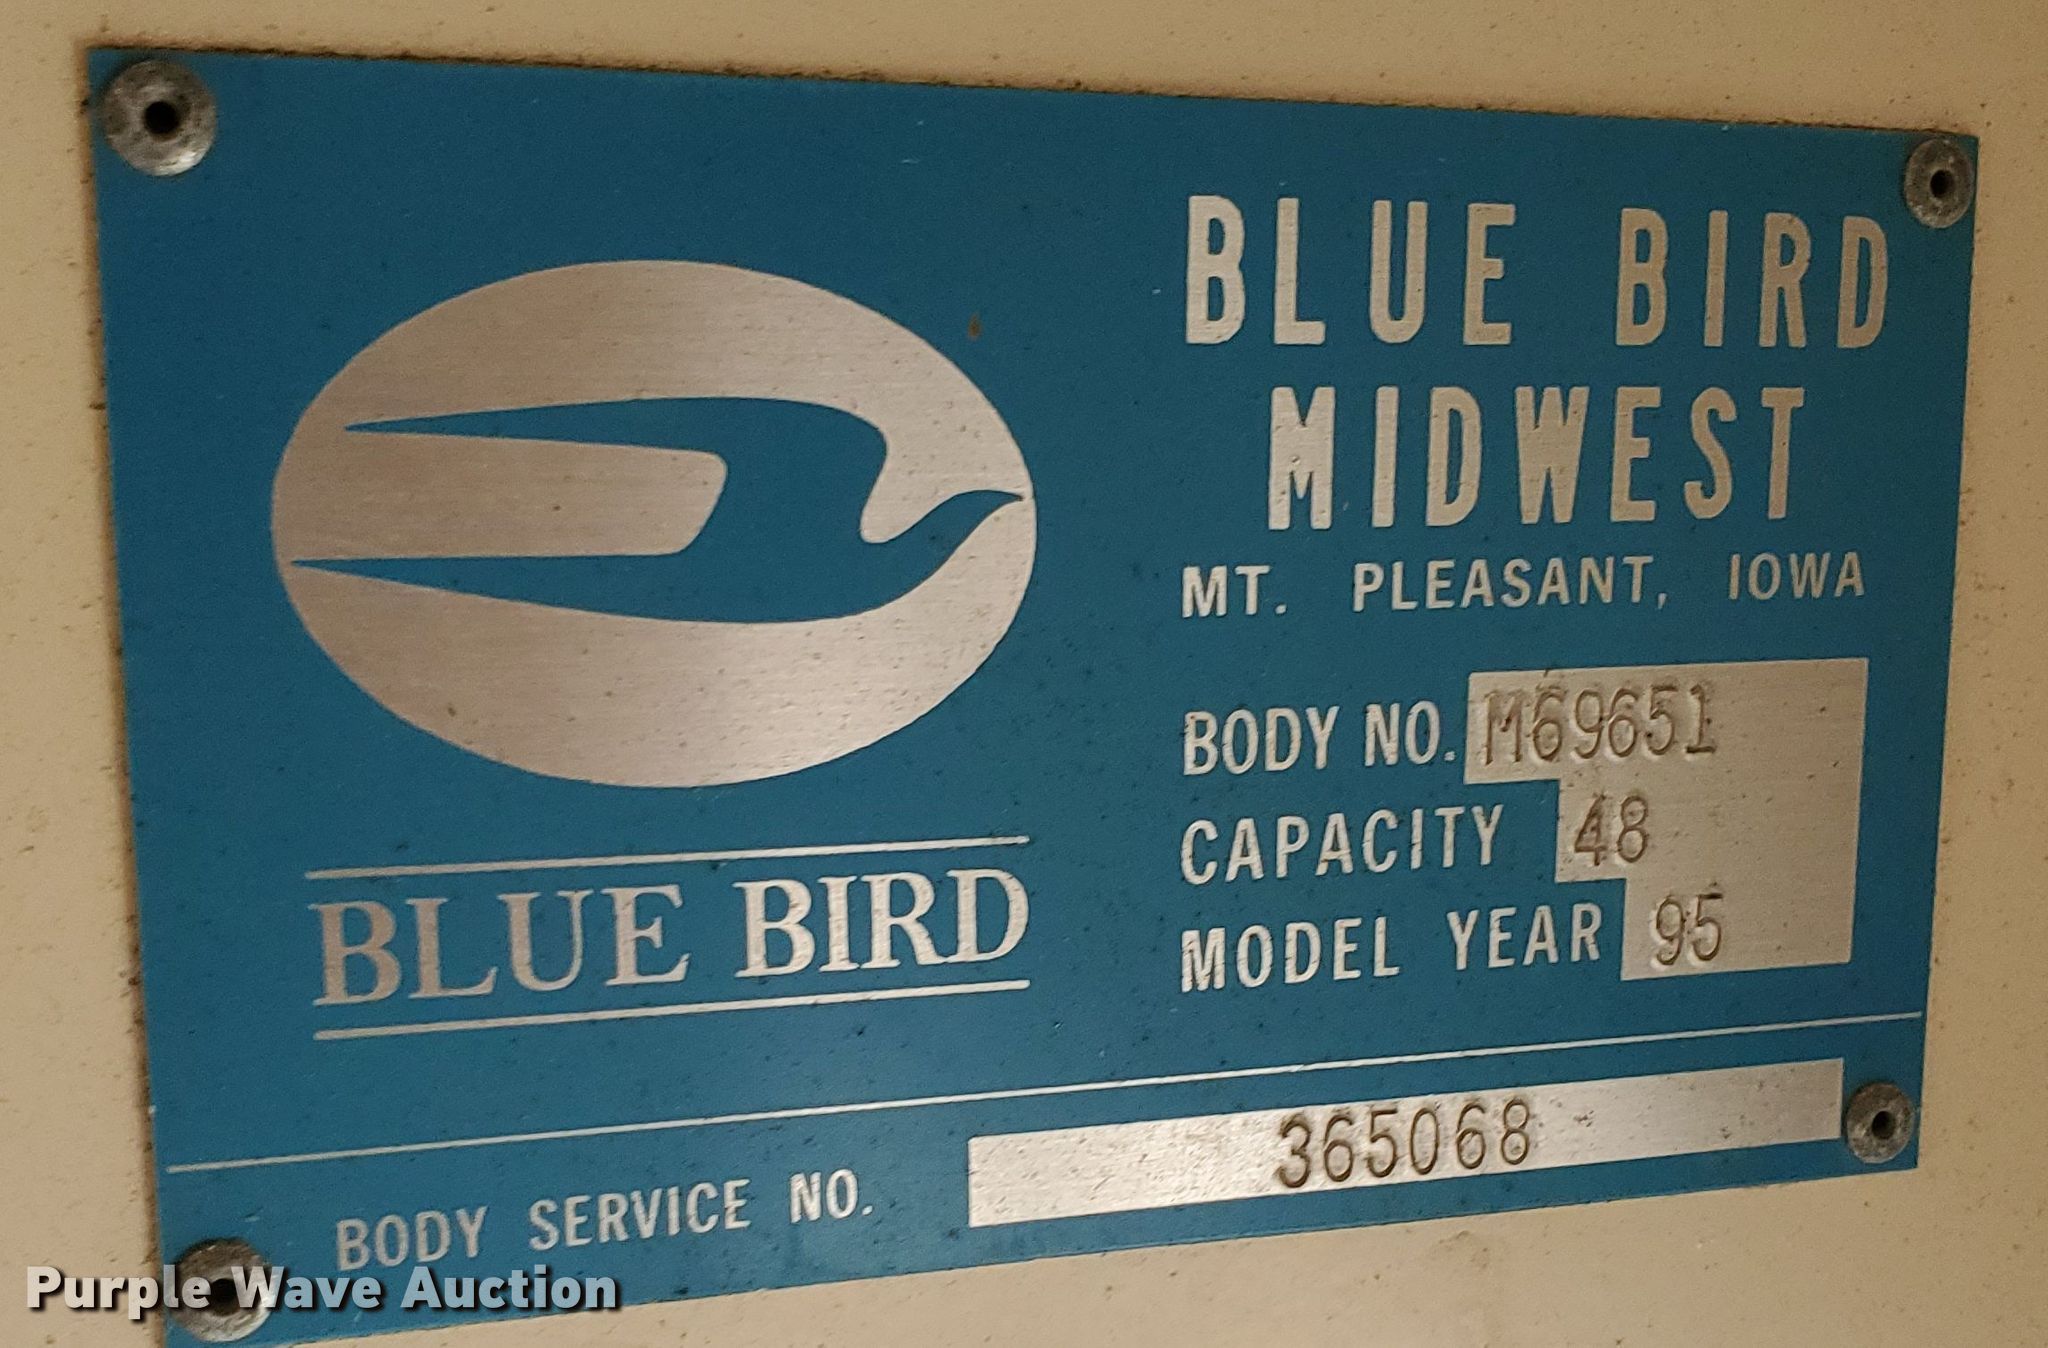 BLUE BIRD
MIDWEST
MT. PLEASANT, IOWA
BODY NO. M69651
CAPACITY 48
MODEL YEAR 95
BLUE BIRD
BODY SERVICE NO. 365068
Purple Wave Auction